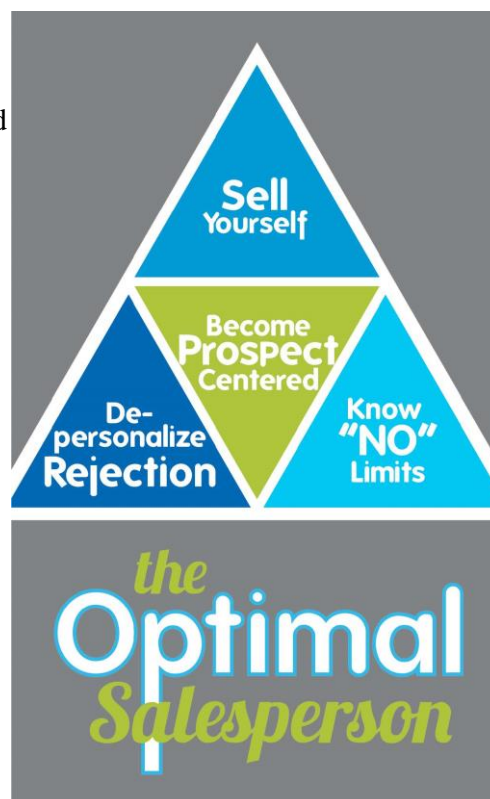 Sell
Yourself
Become
Prospect
Centered
De-
personalize
Rejection
Know
"NO"
Limits
the
Optimal
Salesperson